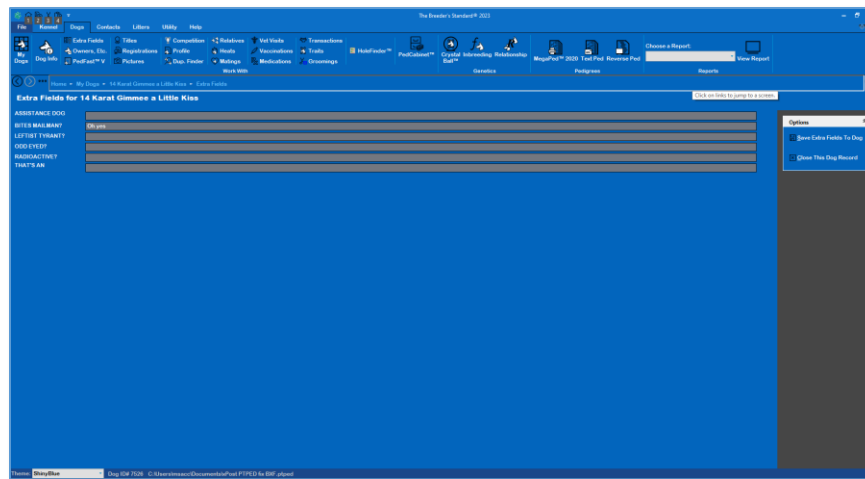 The Breeder's Standard® 2023
File Kennel Dogs Contacts Litters Utility Help
My Dogs
Dog Info
Extra Fields
Owners, Etc.
PedFast™ V
Titles
Registrations
Pictures
Competition
Profile
Dup. Finder
Relatives
Heats
Matings
Vet Visits
Vaccinations
Medications
Transactions
Traits
Groomings
HoleFinder™
Work With
PedCabinet™
Crystal Ball™
Inbreeding
Relationship
Genetics
MegaPed™ 2020
Text Ped
Reverse Ped
Pedigrees
Choose a Report:
View Report
Reports
Home My Dogs 14 Karat Gimmee a Little Kiss Extra Fields
Click on links to jump to a screen.
Extra Fields for 14 Karat Gimmee a Little Kiss
ASSISTANCE DOG
BITES MAILMAN? Oh yes
LEFTIST TYRANT?
ODD EYED?
RADIOACTIVE?
THAT'S AN
Options
Save Extra Fields To Dog
Close This Dog Record
Theme: ShinyBlue
Dog ID# 7526